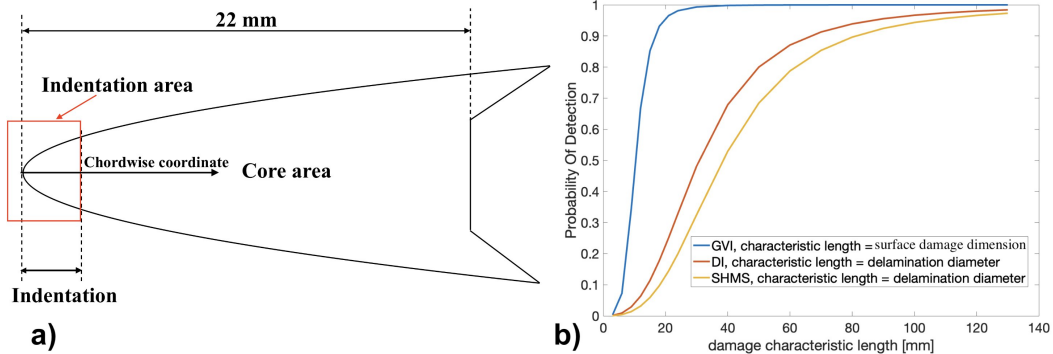 22 mm
Indentation area
Chordwise coordinate
Core area
Indentation
a)
Probability Of Detection
1
0.9
0.8
0.7
0.6
0.5
0.4
0.3
0.2
0.1
0
GVI, characteristic length = surface damage dimension
DI, characteristic length = delamination diameter
SHMS, characteristic length = delamination diameter
0 20 40 60 80 100 120 140
damage characteristic length [mm]
b)